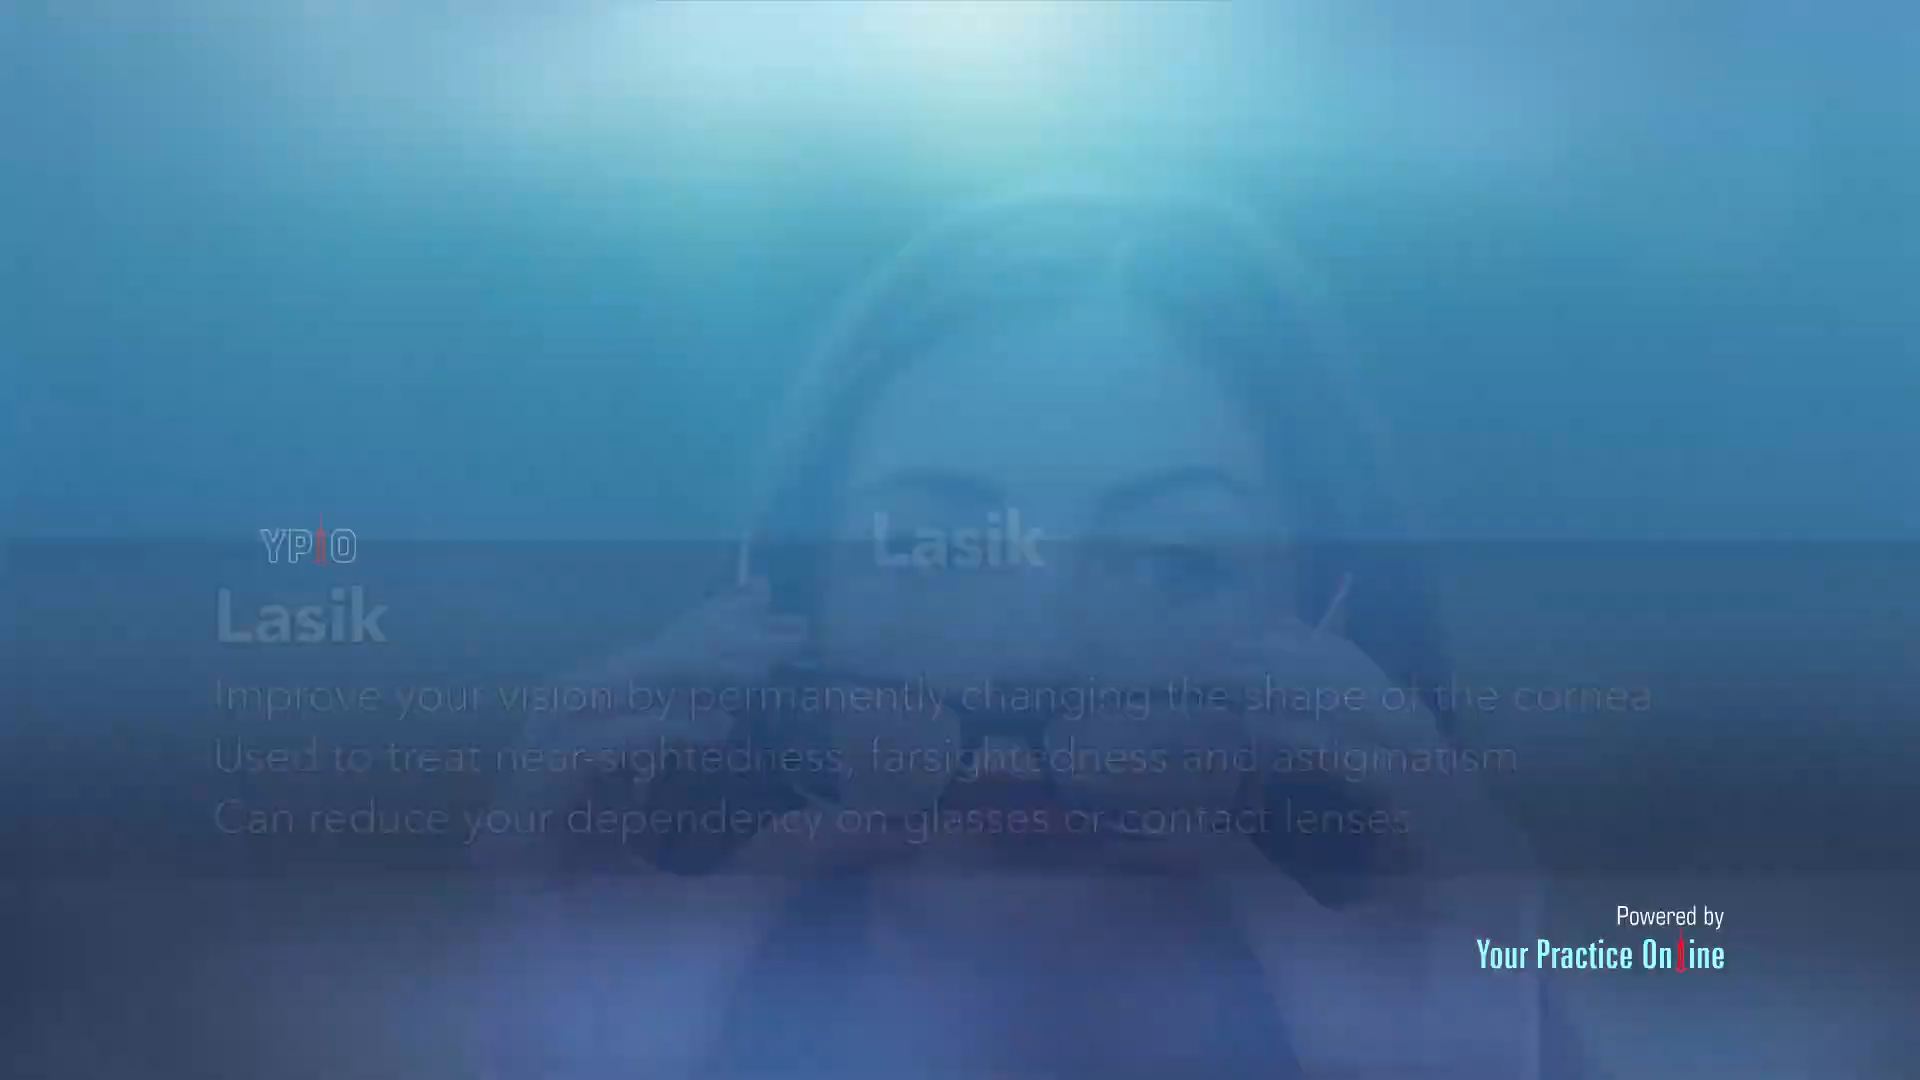 YPIO
Lasik
Lasik
Improve your vision by permanently changing the shape of the cornea
Used to treat near-sightedness, farsightedness and astigmatism
Can reduce your dependency on glasses or contact lenses
Powered by
Your Practice Online